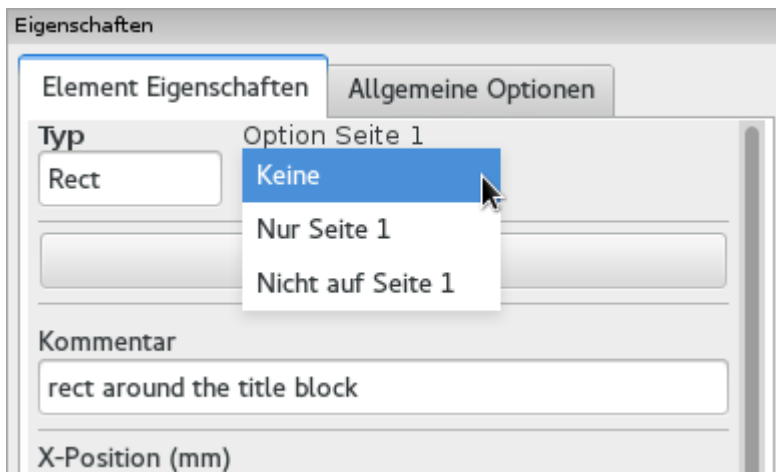 Eigenschaften
Element Eigenschaften Allgemeine Optionen
Typ Option Seite 1
Rect Keine
Nur Seite 1
Nicht auf Seite 1
Kommentar
rect around the title block
X-Position (mm)